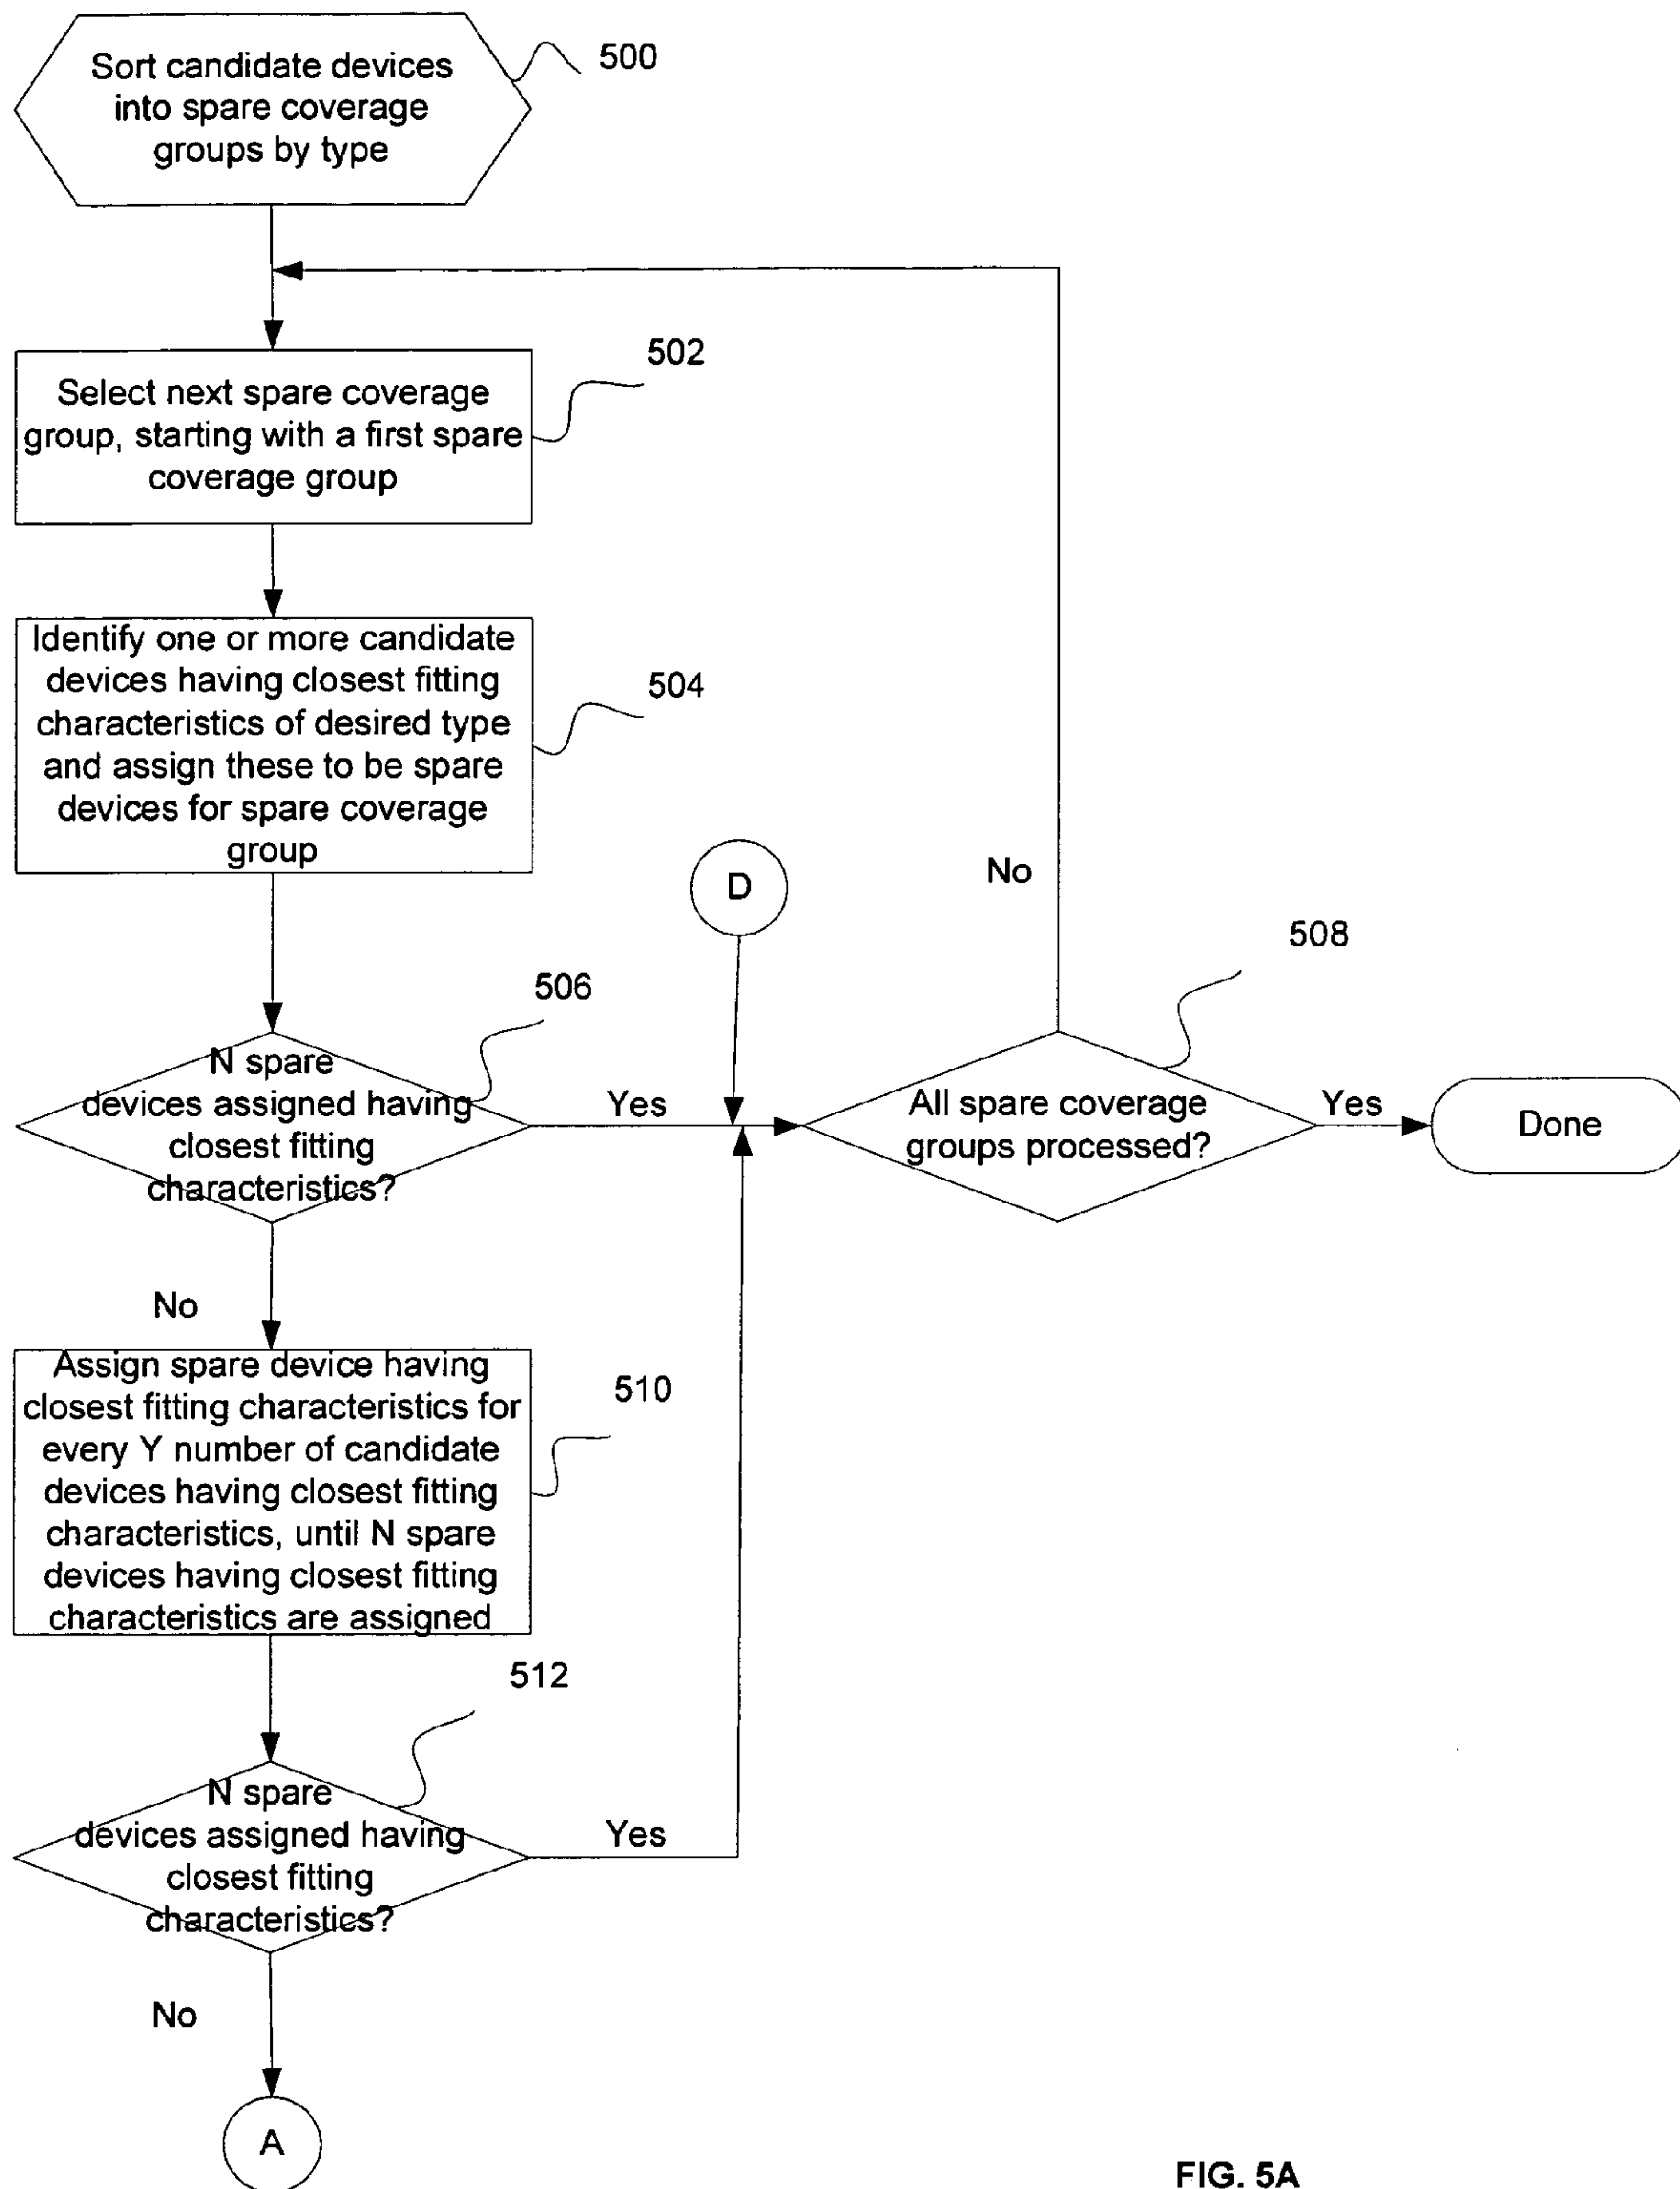 Sort candidate devices
into spare coverage
groups by type
500
502
Select next spare coverage
group, starting with a first spare
coverage group
Identify one or more candidate
devices having closest fitting
characteristics of desired type
and assign these to be spare
devices for spare coverage
group
504
D
No
508
506
N spare
devices assigned having
closest fitting
characteristics?
Yes
All spare coverage
groups processed?
Yes
Done
No
Assign spare device having
closest fitting characteristics for
every Y number of candidate
devices having closest fitting
characteristics, until N spare
devices having closest fitting
characteristics are assigned
510
512
N spare
devices assigned having
closest fitting
characteristics?
Yes
No
A
FIG. 5A